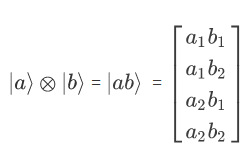 |a⟩ ⊗ |b⟩ = |ab⟩ = [a₁b₁
a₁b₂
a₂b₁
a₂b₂]